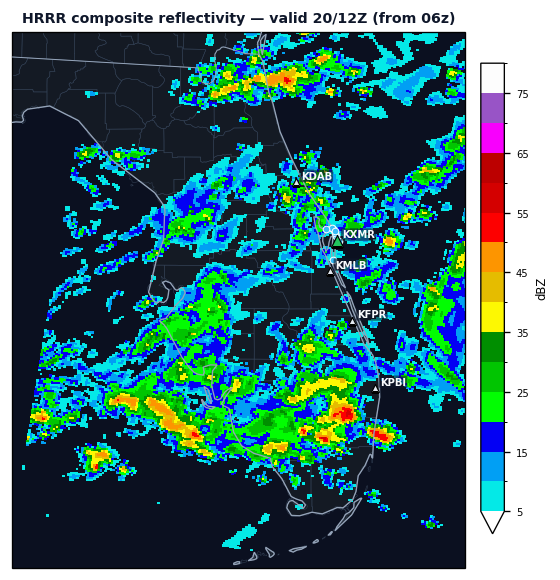 HRRR composite reflectivity — valid 20/12Z (from 06z)
KDAB
KXMR
KMLB
KFPR
KPBI
75
65
55
45
35
25
15
5
dBZ